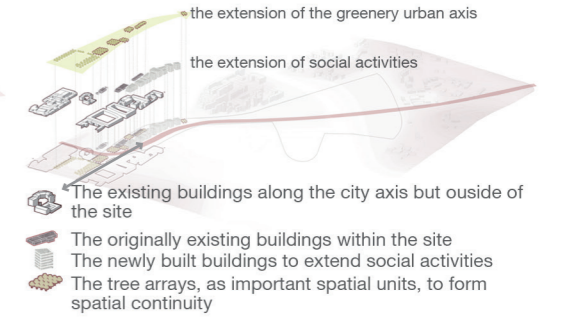 the extension of the greenery urban axis
the extension of social activities
The existing buildings along the city axis but ouside of
the site
The originally existing buildings within the site
The newly built buildings to extend social activities
The tree arrays, as important spatial units, to form
spatial continuity